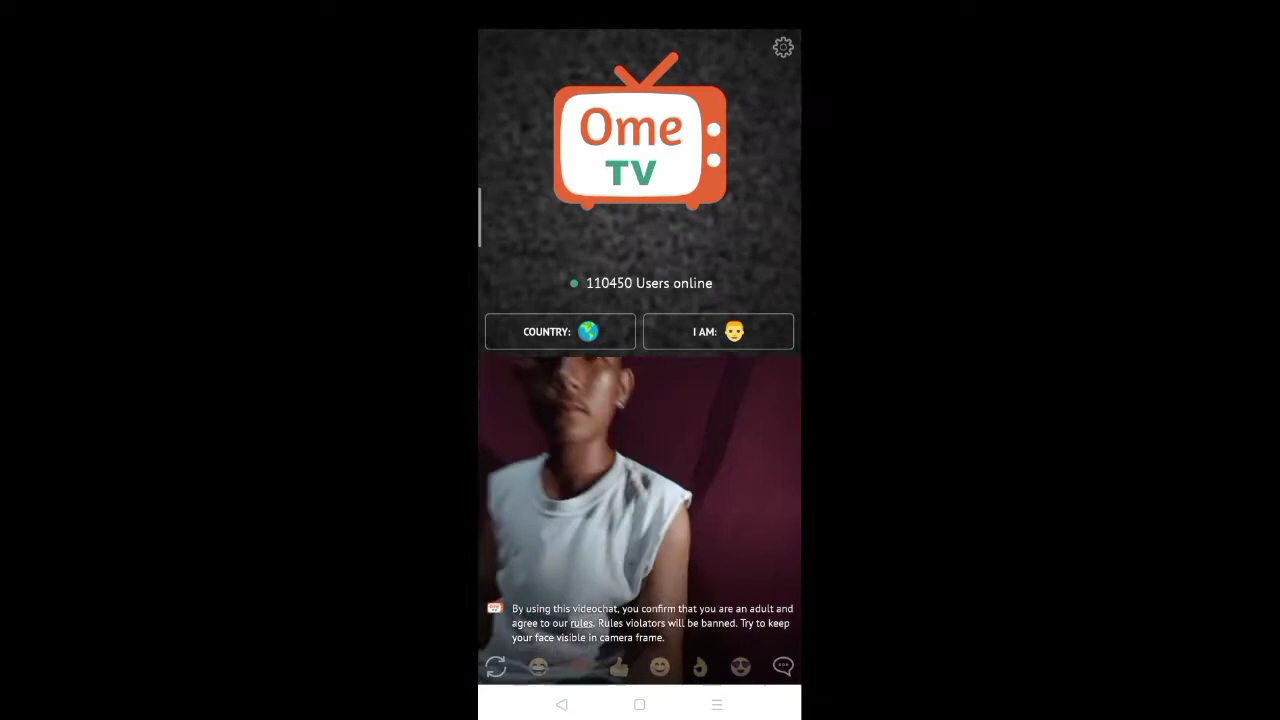 Ome
TV
110450 Users online
COUNTRY:
I AM:
By using this videochat, you confirm that you are an adult and
agree to our rules. Rules violators will be banned. Try to keep
your face visible in camera frame.